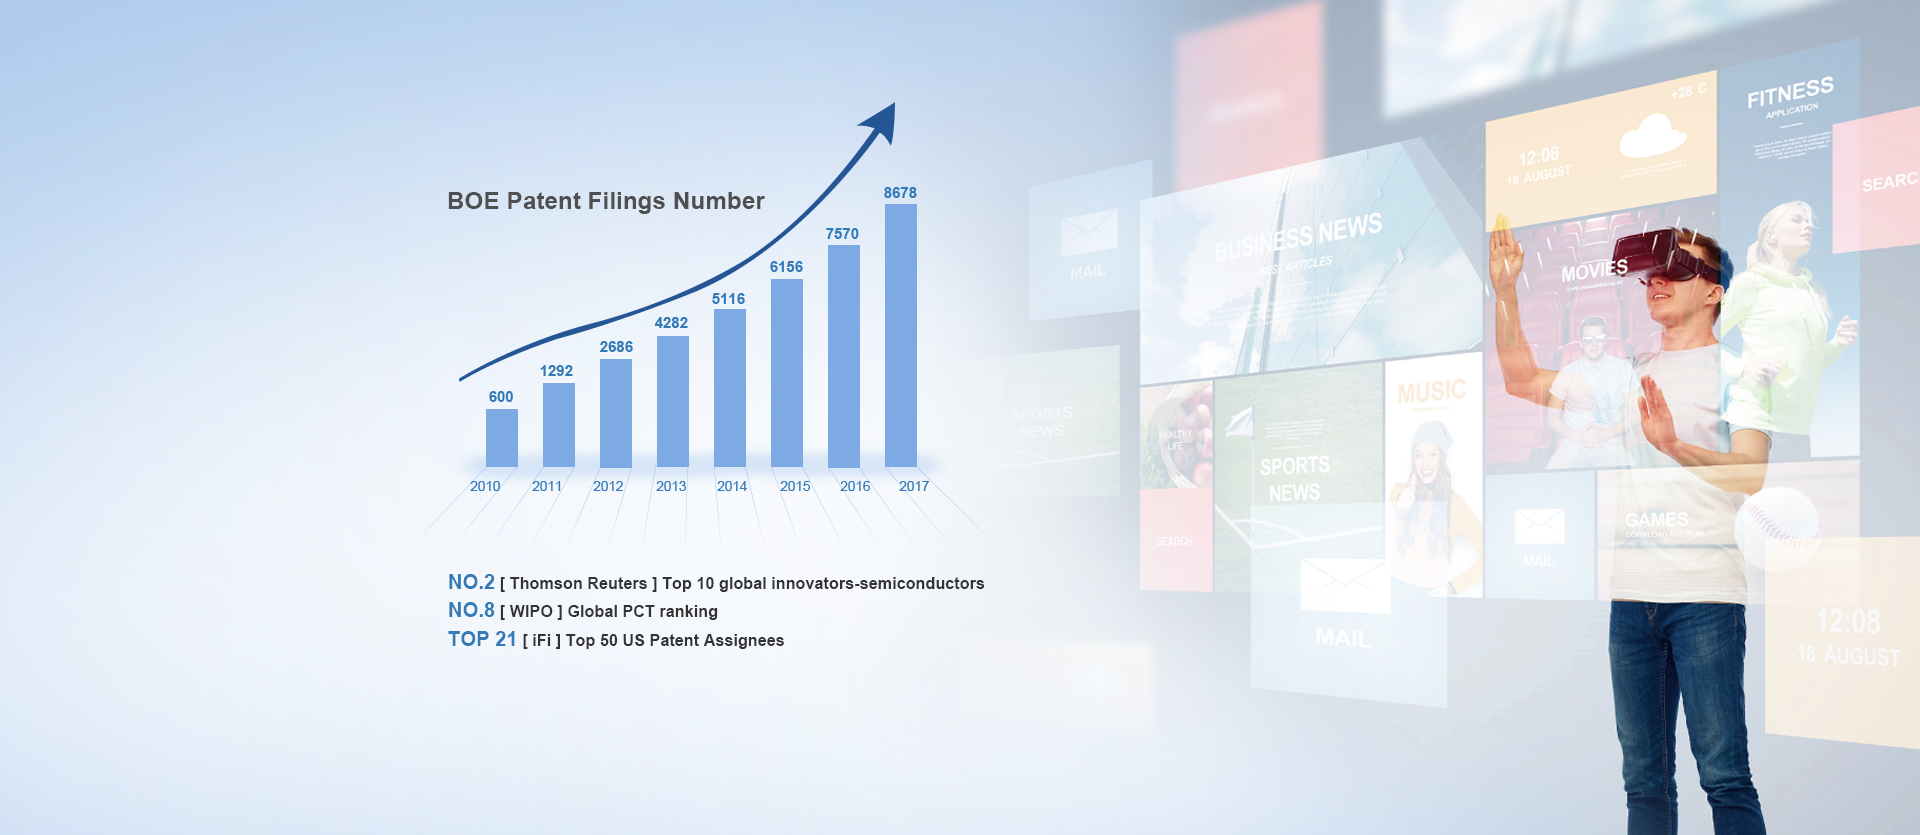 BOE Patent Filings Number
600
1292
2686
4282
5116
6156
7570
8678
2010
2011
2012
2013
2014
2015
2016
2017
NO.2 [ Thomson Reuters ] Top 10 global innovators-semiconductors
NO.8 [ WIPO ] Global PCT ranking
TOP 21 [ iFi ] Top 50 US Patent Assignees
MAIL
SPORTS
NEWS
BUSINESS NEWS
BEST ARTICLES
HEALTHY
LIFE
SEARCH
SPORTS
NEWS
MUSIC
MAIL
+28 C
12:08
18 AUGUST
MOVIES
FITNESS
APPLICATION
SEARC
MAIL
GAMES
DOWNLOAD AND PLAY
12:08
18 AUGUST